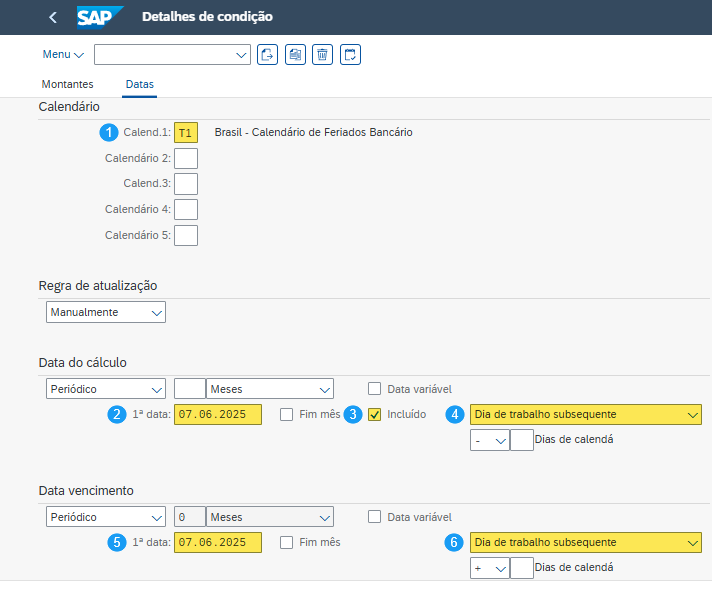 SAP Detalhes de condição
Menu
Montantes Datas
Calendário
1 Calend.1: T1 Brasil - Calendário de Feriados Bancário
Calendário 2:
Calend.3:
Calendário 4:
Calendário 5:
Regra de atualização
Manualmente
Data do cálculo
Periódico Meses Data variável
2 1ª data: 07.06.2025 Fim mês 3 Incluído 4 Dia de trabalho subsequente
- Dias de calendá
Data vencimento
Periódico 0 Meses Data variável
5 1ª data: 07.06.2025 Fim mês 6 Dia de trabalho subsequente
+ Dias de calendá